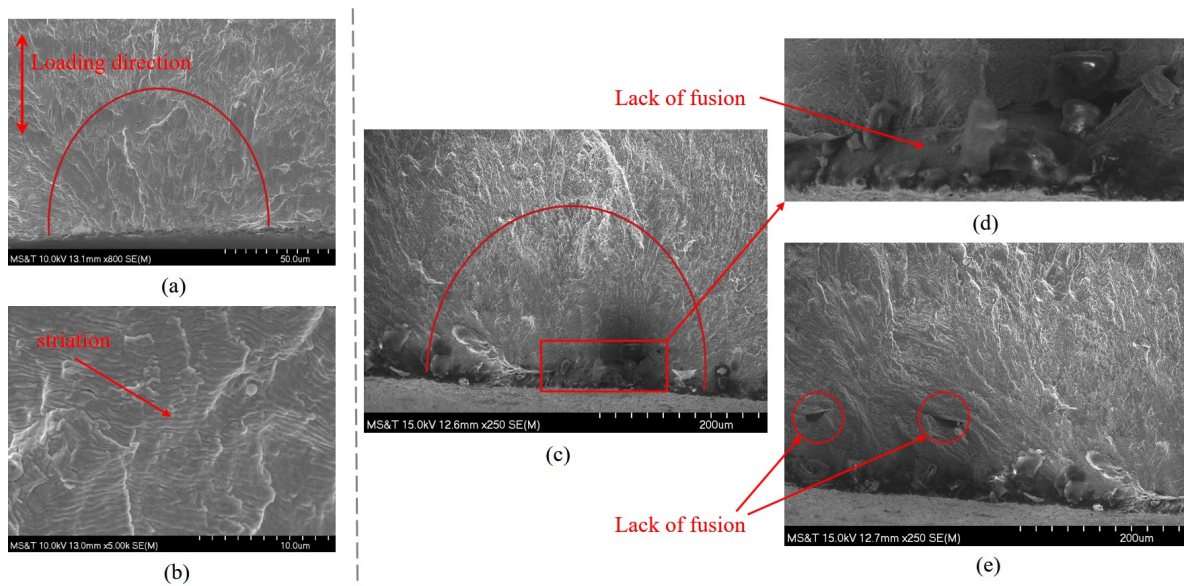 Loading direction
MS&T 10.0kV 13.1mm x800 SE(M)
50.0um
(a)
striation
MS&T 10.0kV 13.0mm x5.00k SE(M)
10.0um
(b)
MS&T 15.0kV 12.6mm x250 SE(M)
200um
(c)
Lack of fusion
(d)
Lack of fusion
MS&T 15.0kV 12.7mm x250 SE(M)
200um
(e)